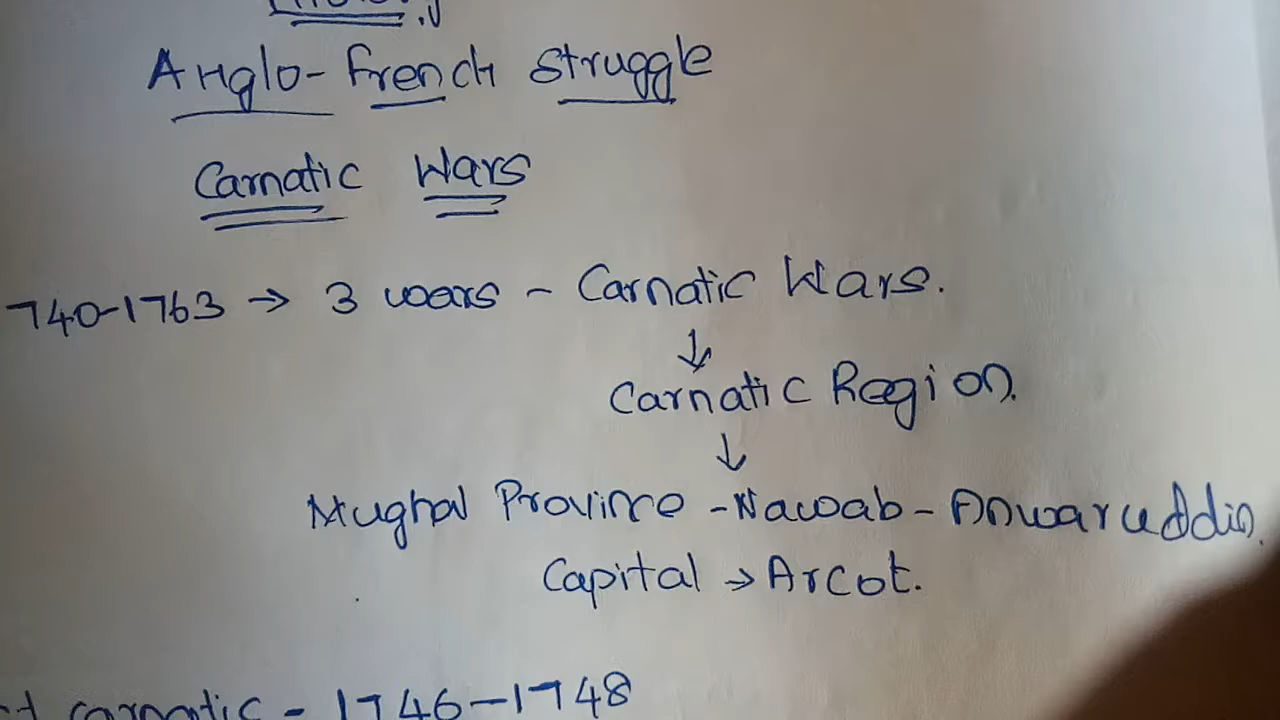 Anglo-French Struggle
Carnatic Wars
740-1763 → 3 wars - Carnatic Wars.
↓
Carnatic Region.
↓
Mughal Province - Nawab - Anwaruddin.
Capital → Arcot.
carnatic - 1746-1748